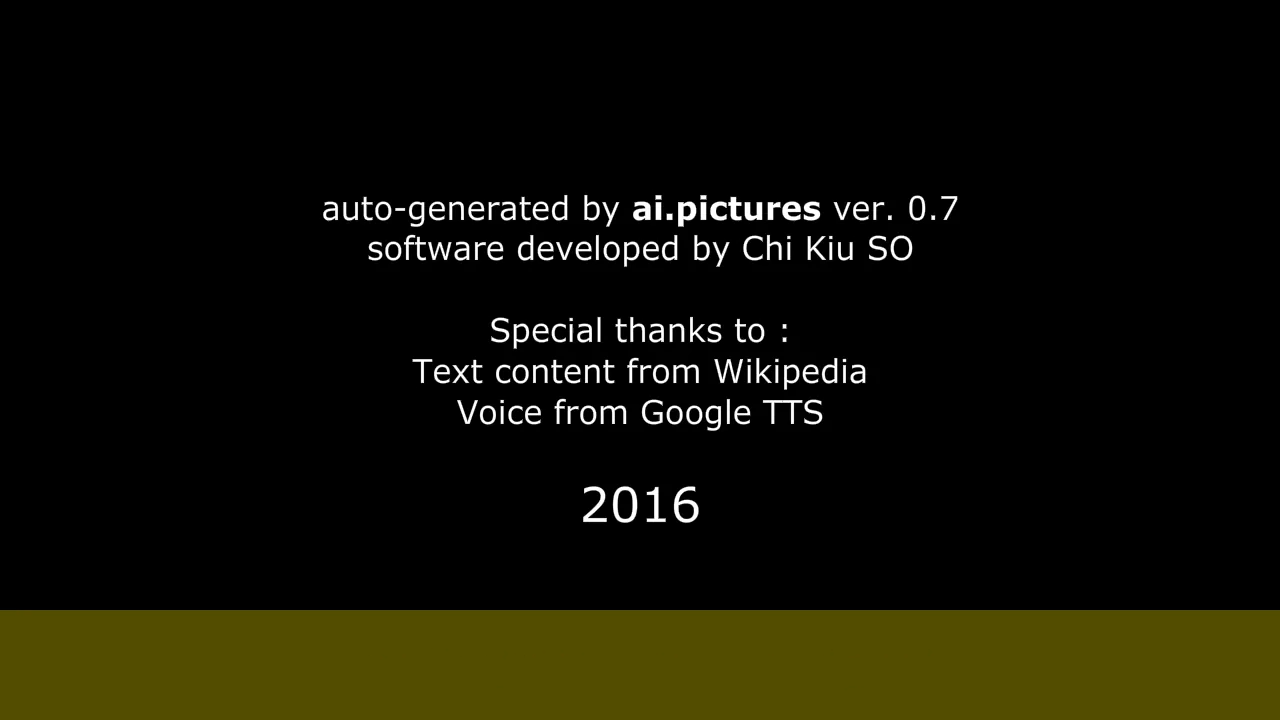 auto-generated by ai.pictures ver. 0.7
software developed by Chi Kiu SO
Special thanks to :
Text content from Wikipedia
Voice from Google TTS
2016